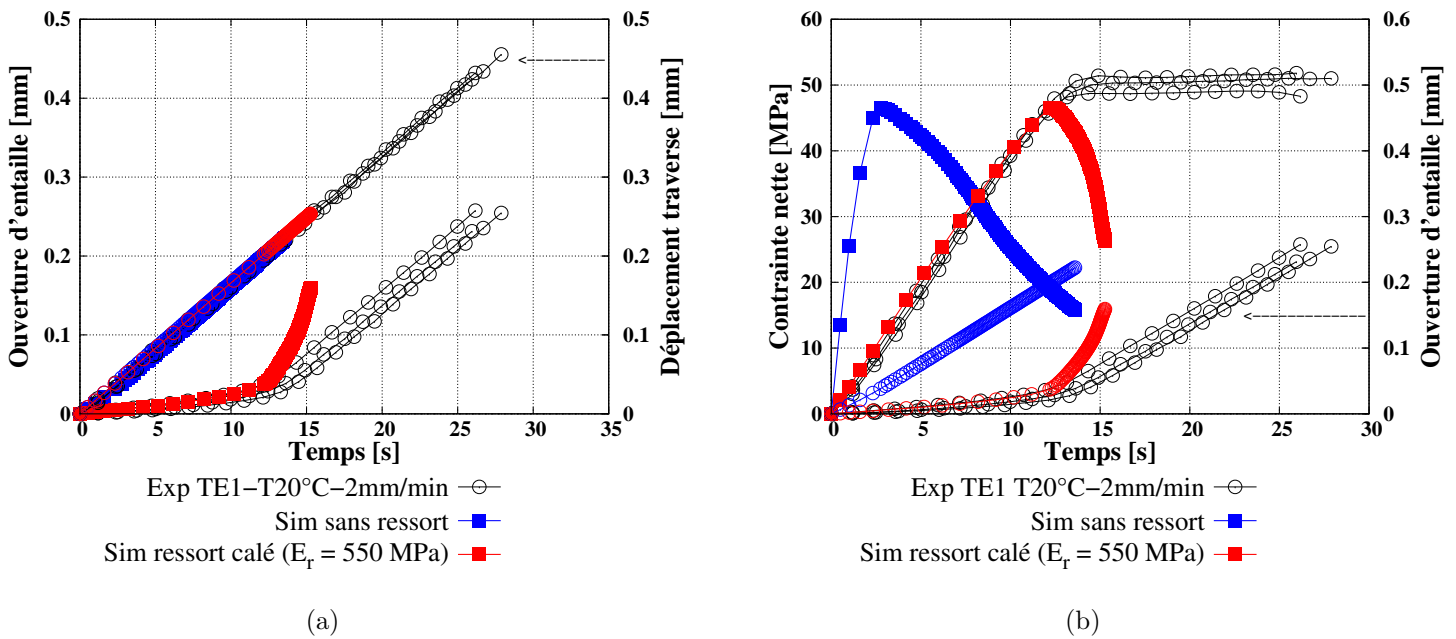 0.5
0.4
0.3
0.2
0.1
0
0.5
0.4
0.3
0.2
0.1
0
0 5 10 15 20 25 30 35
Ouverture d'entaille [mm]
Déplacement traverse [mm]
Temps [s]
Exp TE1−T20°C−2mm/min
Sim sans ressort
Sim ressort calé (Er = 550 MPa)
(a)
60
50
40
30
20
10
0
0.6
0.5
0.4
0.3
0.2
0.1
0
0 5 10 15 20 25 30
Contrainte nette [MPa]
Ouverture d'entaille [mm]
Temps [s]
Exp TE1 T20°C−2mm/min
Sim sans ressort
Sim ressort calé (Er = 550 MPa)
(b)